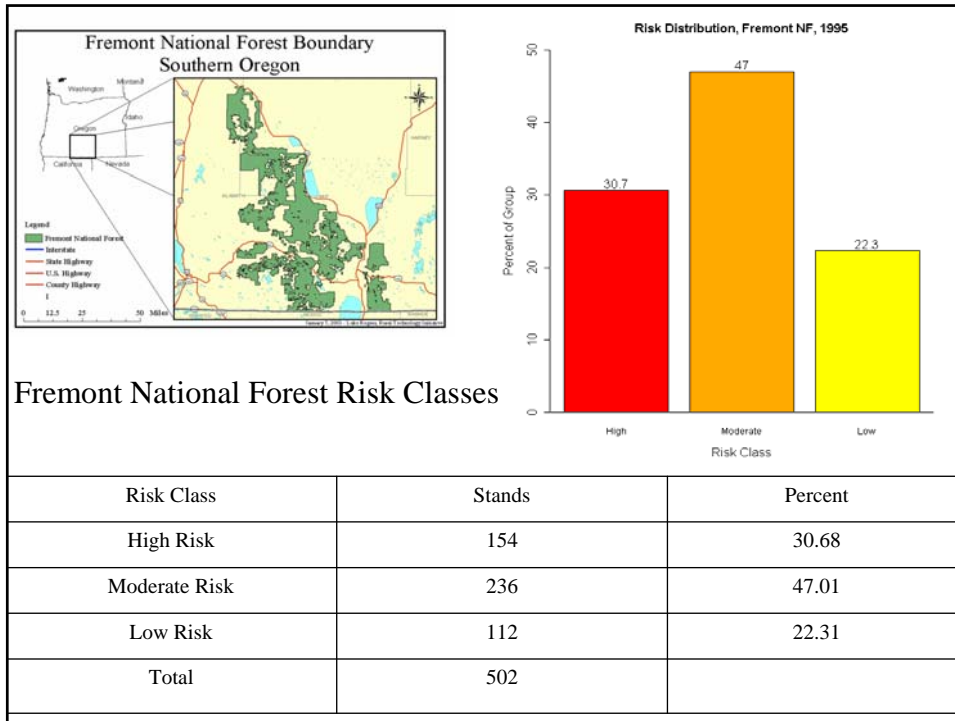 Fremont National Forest Boundary
Southern Oregon
Washington
Montana
Oregon
Idaho
California
Nevada
Legend
Fremont National Forest
Interstate
State Highway
U.S. Highway
County Highway
0 12.5 25 50 Miles
Risk Distribution, Fremont NF, 1995
Percent of Group
50
40
30
20
10
0
30.7
47
22.3
High Moderate Low
Risk Class
Fremont National Forest Risk Classes
Risk Class Stands Percent
High Risk 154 30.68
Moderate Risk 236 47.01
Low Risk 112 22.31
Total 502